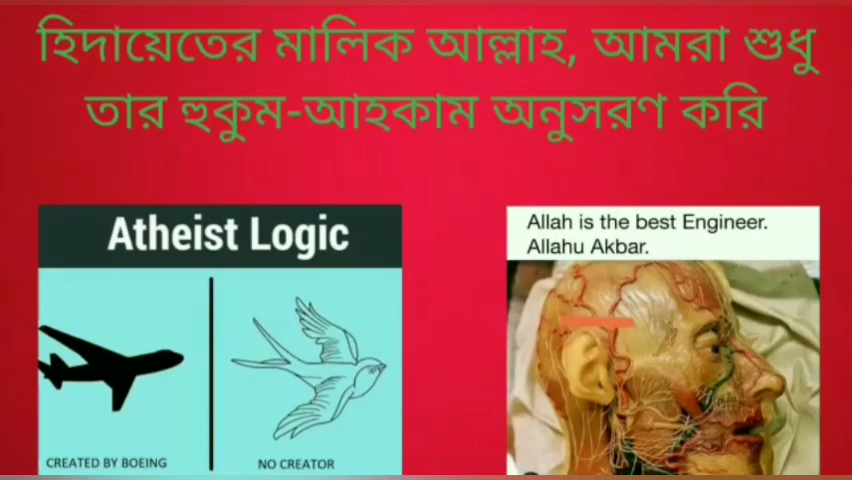 হিদায়েতের মালিক আল্লাহ, আমরা শুধু
তার হুকুম-আহকাম অনুসরণ করি
Atheist Logic
CREATED BY BOEING
NO CREATOR
Allah is the best Engineer.
Allahu Akbar.